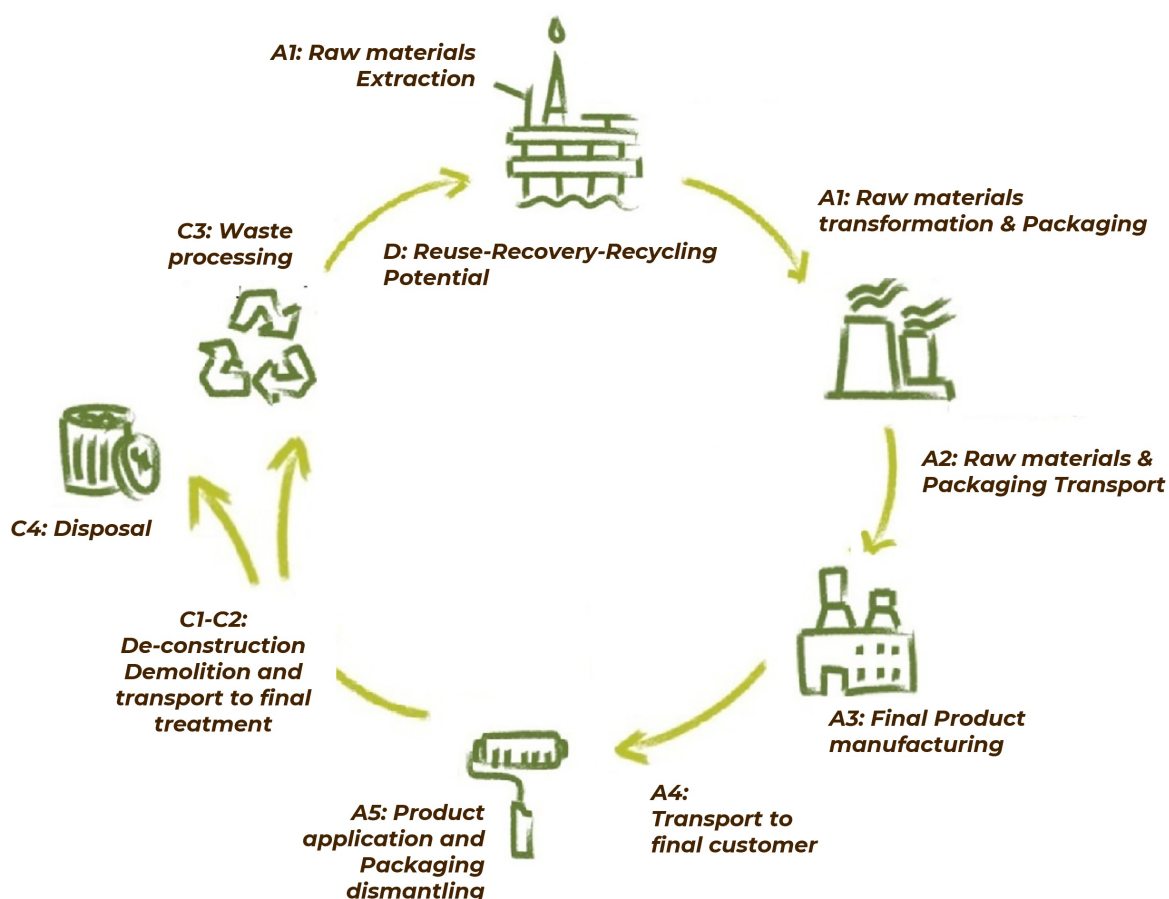 A1: Raw materials
Extraction
A1: Raw materials
transformation & Packaging
C3: Waste
processing
D: Reuse-Recovery-Recycling
Potential
A2: Raw materials &
Packaging Transport
C4: Disposal
C1-C2:
De-construction
Demolition and
transport to final
treatment
A3: Final Product
manufacturing
A4:
Transport to
final customer
A5: Product
application and
Packaging
dismantling